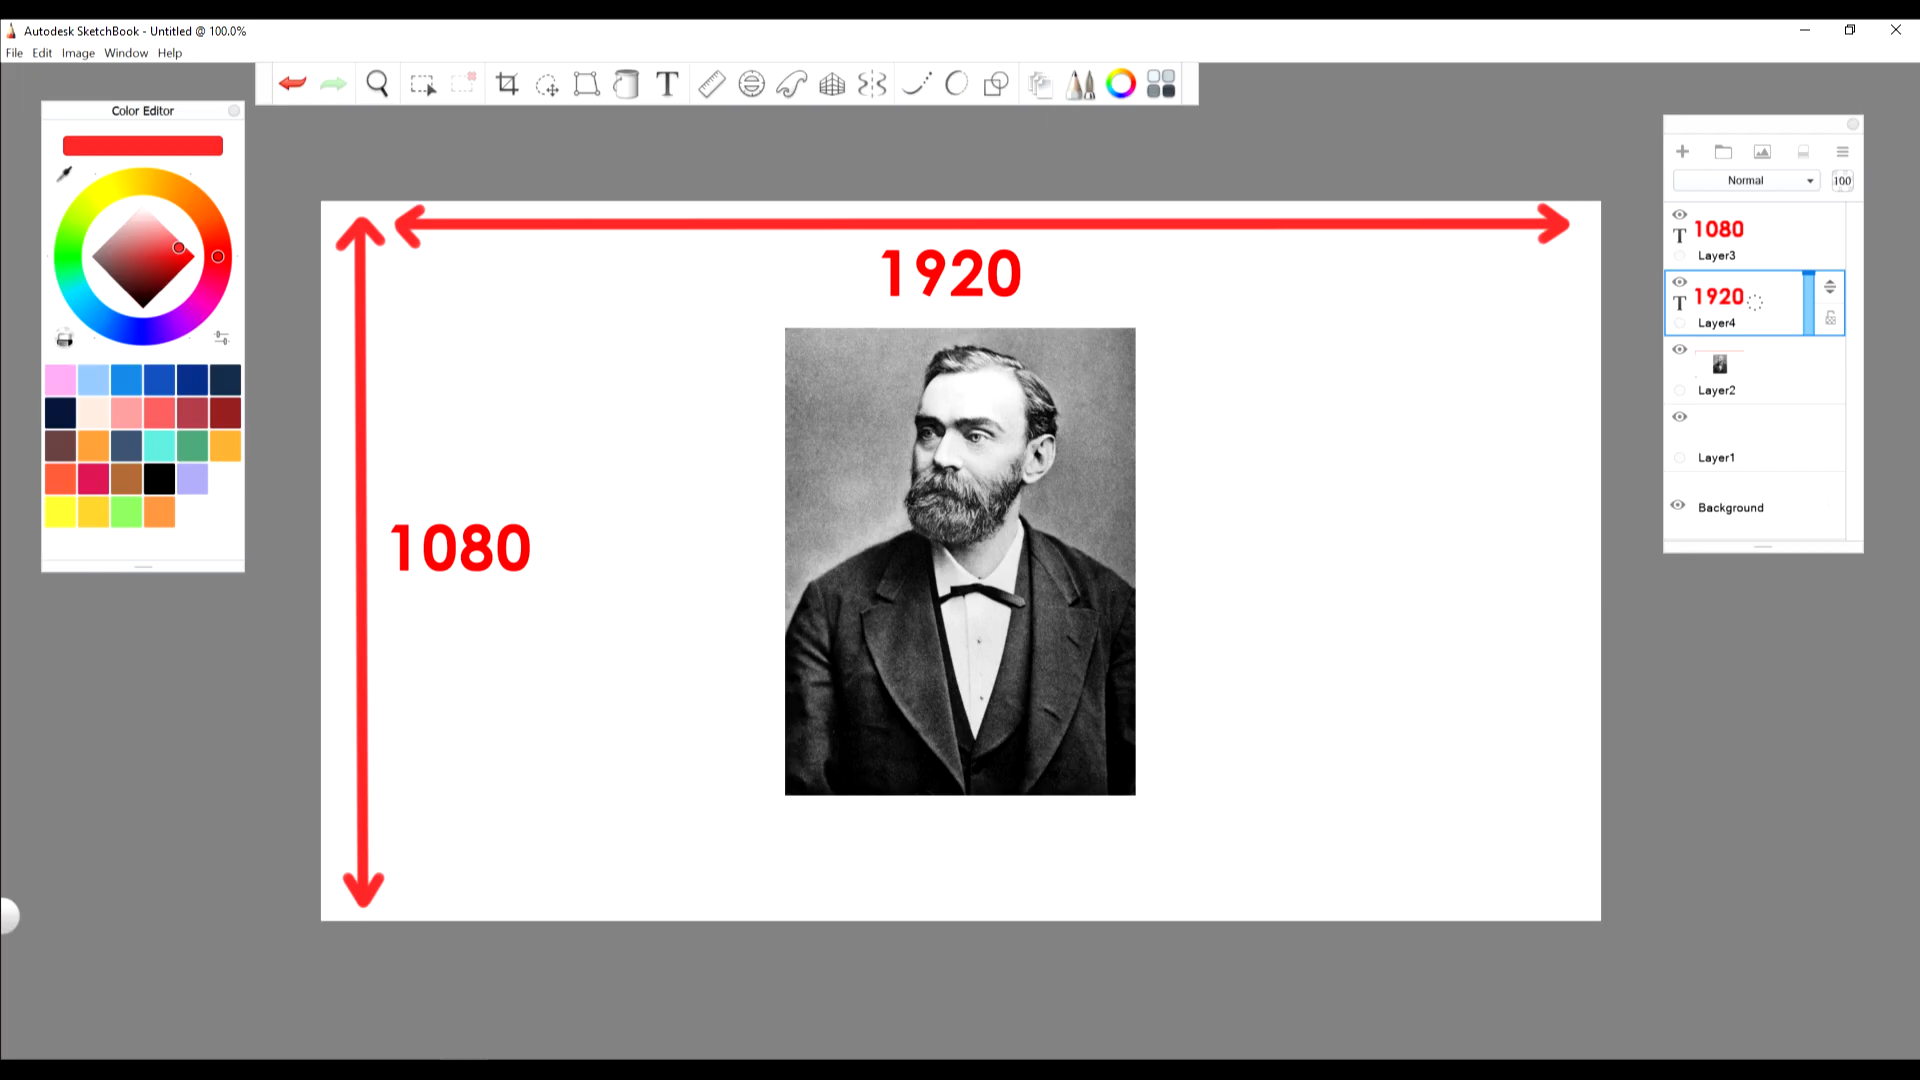 Autodesk SketchBook - Untitled @ 100.0%
File Edit Image Window Help
T
Color Editor
Normal 100
1920
1080
T 1080
Layer3
T 1920
Layer4
Layer2
Layer1
Background